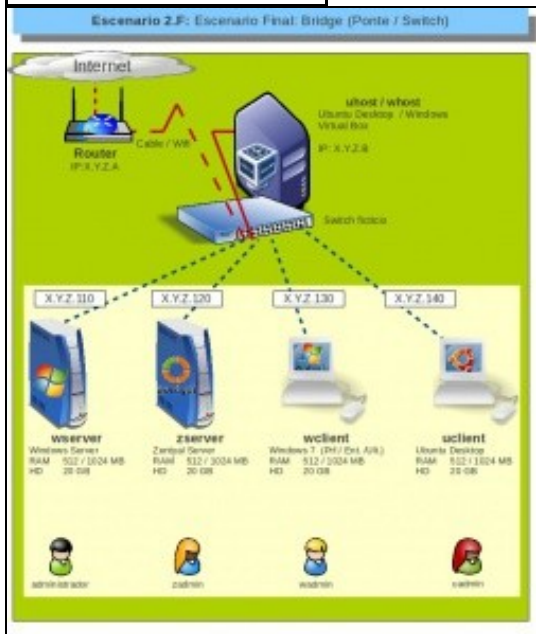 Escenario 2.F: Escenario Final: Bridge (Ponte / Switch)
Internet
Router
IP:X.Y.Z.A
Cable / Wifi
uhost / whost
Ubuntu Desktop / Windows
Virtual Box
IP: X.Y.Z.B
Switch ficticio
X.Y.Z.110
X.Y.Z.120
X.Y.Z.130
X.Y.Z.140
wserver
Windows Server
RAM 512 / 1024 MB
HD 20 GB
zserver
Zentyal Server
RAM 512 / 1024 MB
HD 20 GB
wclient
Windows 7 (Prf./ Ent. /Ult.)
RAM 512 / 1024 MB
HD 20 GB
uclient
Ubuntu Desktop
RAM 512 / 1024 MB
HD 20 GB
administrador
zadmin
wadmin
uadmin